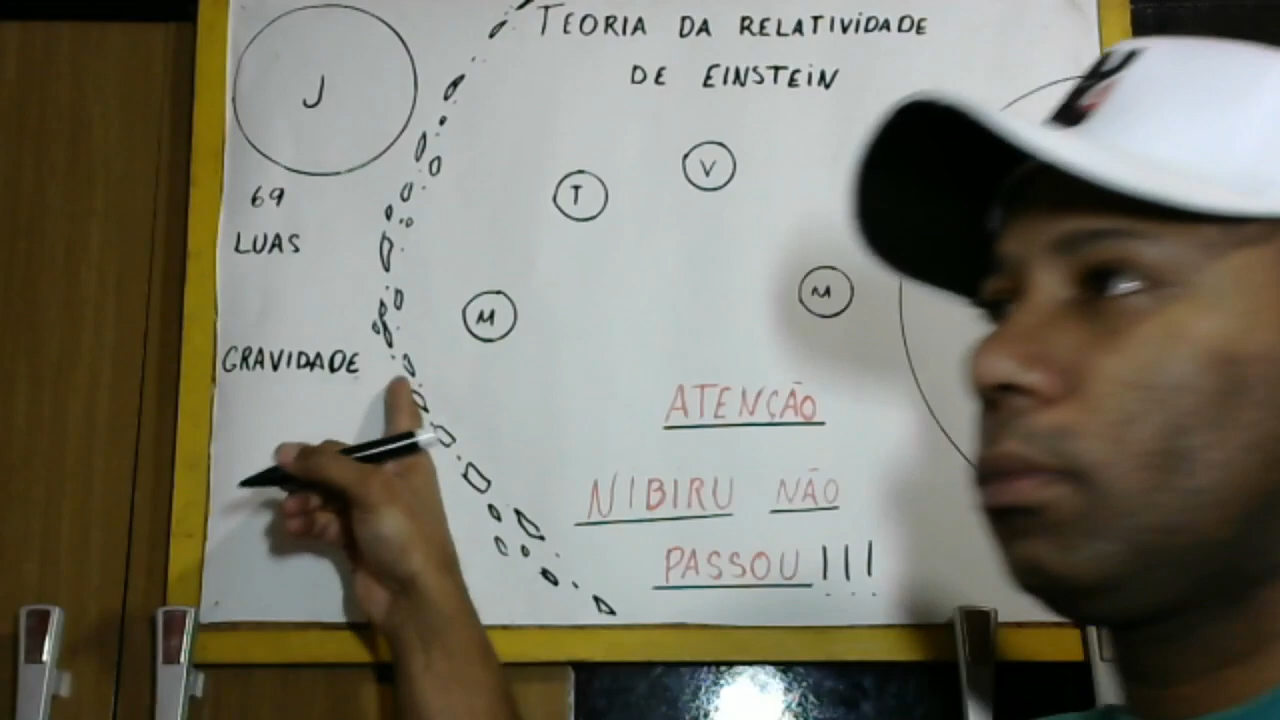 TEORIA DA RELATIVIDADE
DE EINSTEIN
J
69
LUAS
GRAVIDADE
T
V
M
M
ATENÇÃO
NIBIRU NÃO
PASSOU!!!